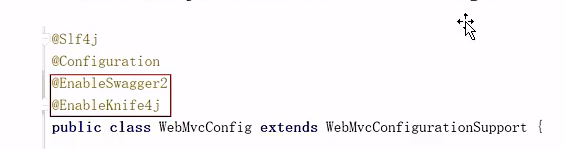 @Slf4j
@Configuration
@EnableSwagger2
@EnableKnife4j
public class WebMvcConfig extends WebMvcConfigurationSupport {